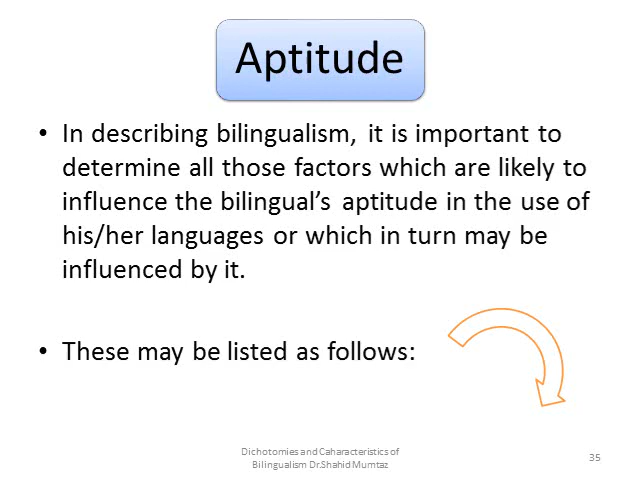 Aptitude
• In describing bilingualism, it is important to
determine all those factors which are likely to
influence the bilingual’s aptitude in the use of
his/her languages or which in turn may be
influenced by it.
• These may be listed as follows:
Dichotomies and Caharacteristics of
Bilingualism Dr.Shahid Mumtaz
35